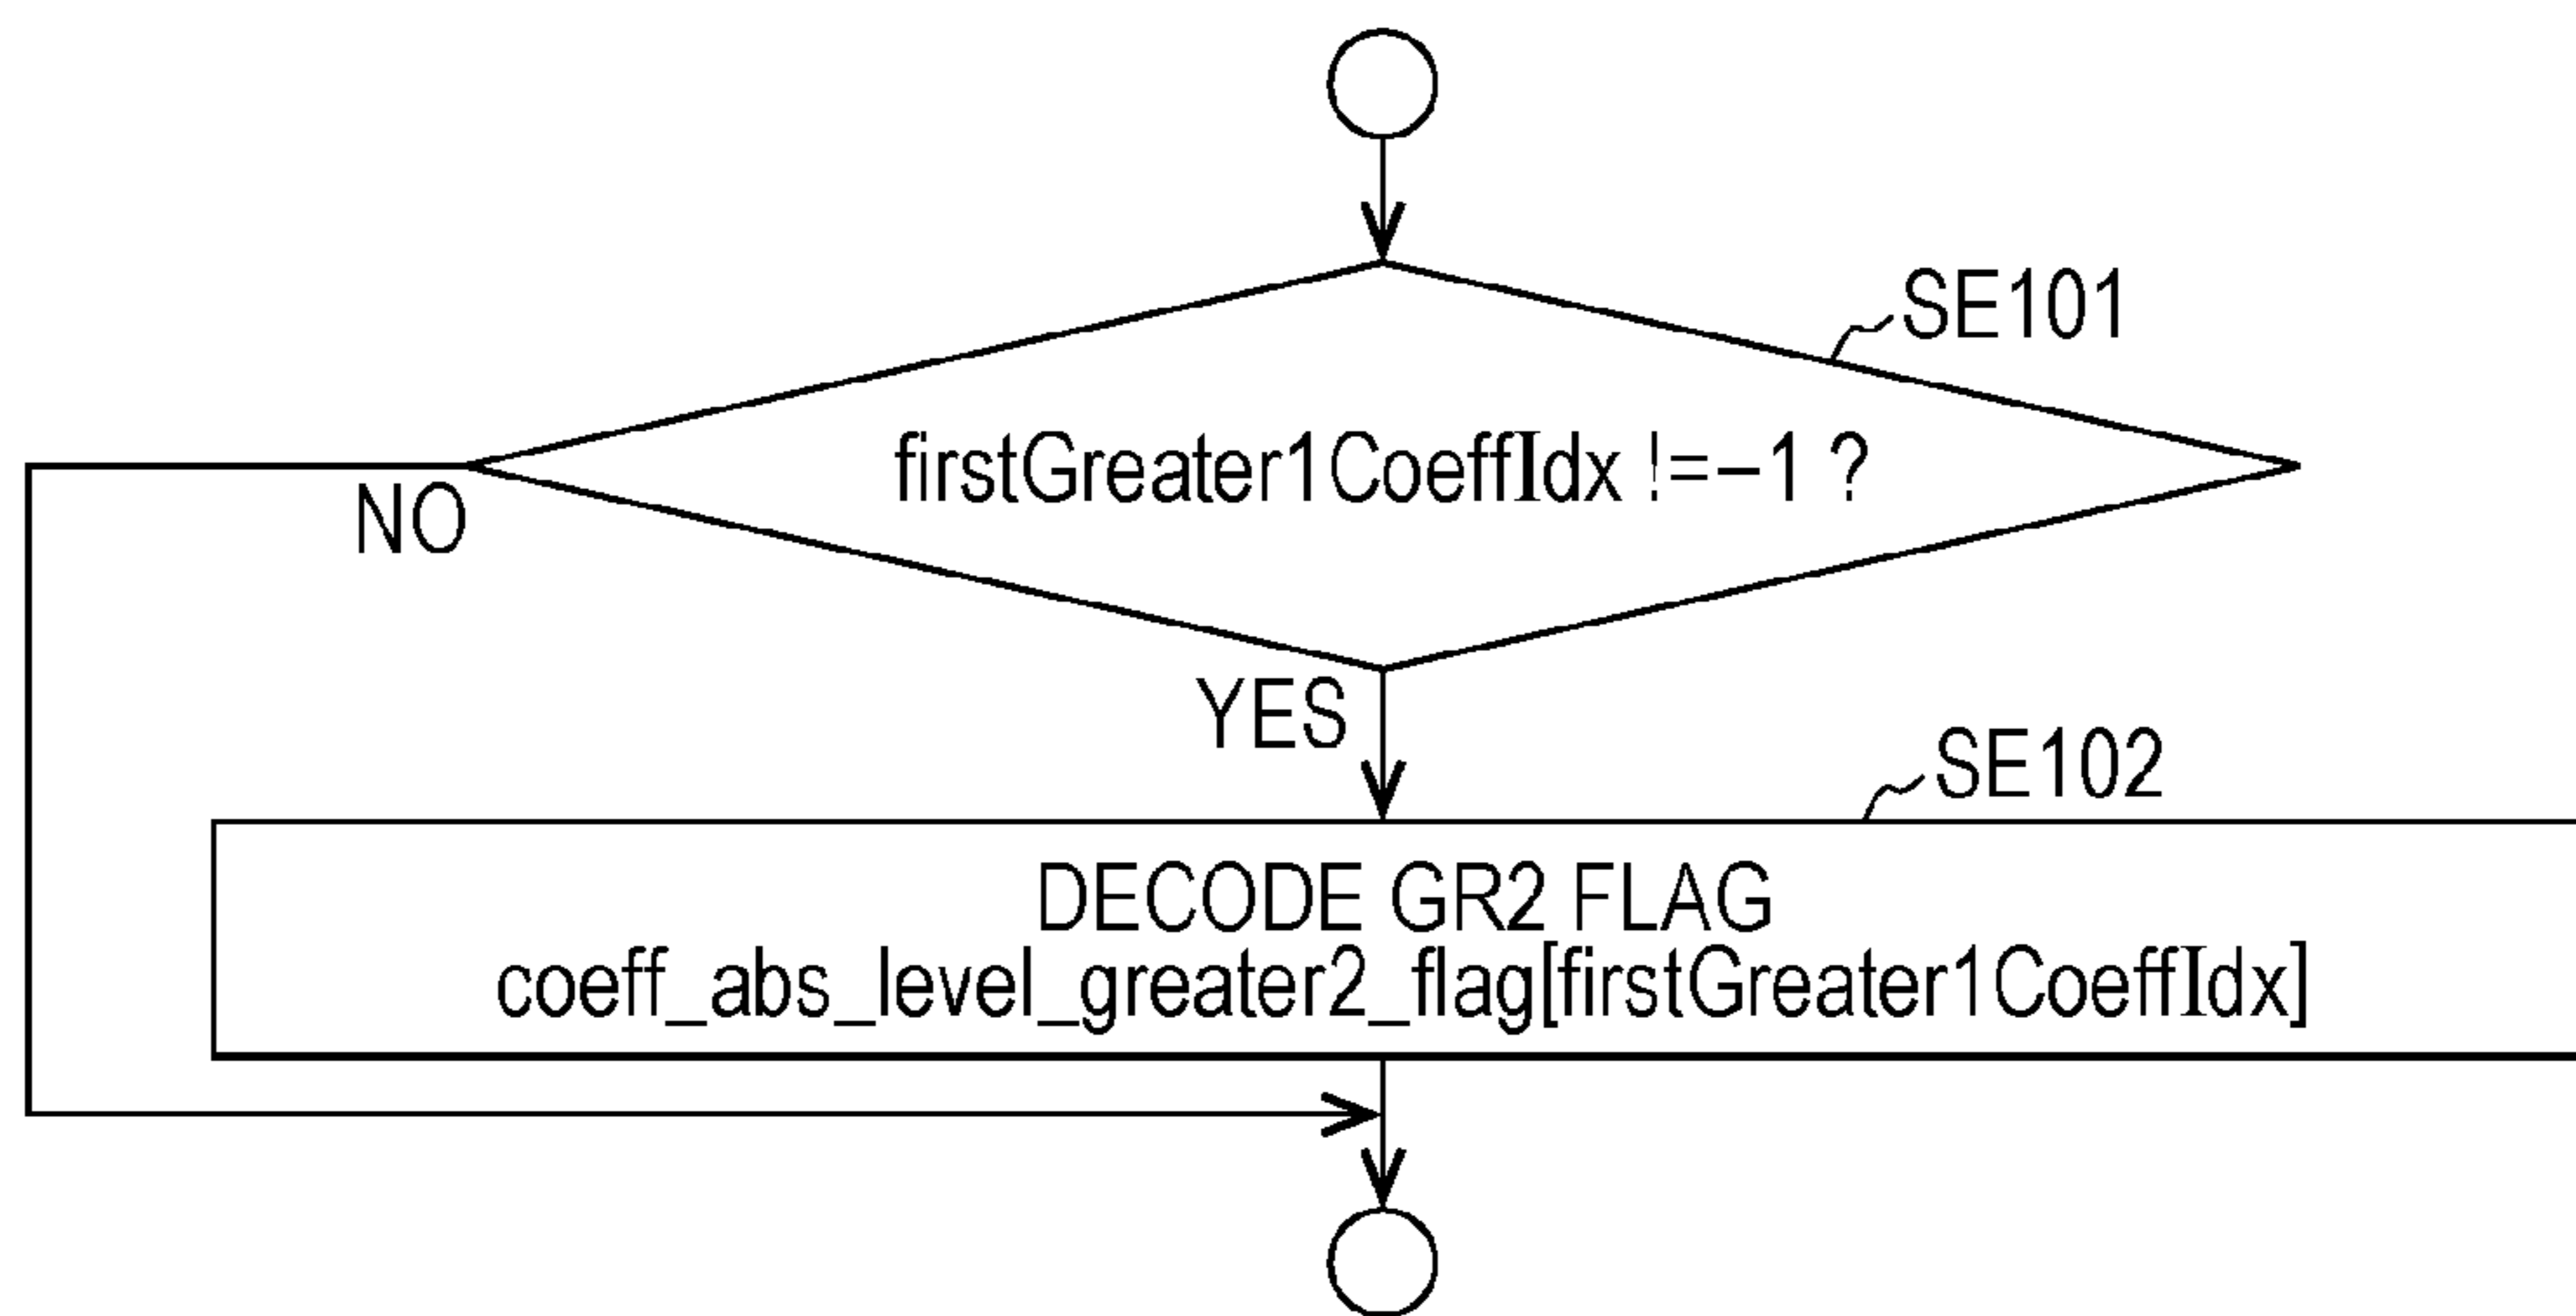 SE101
firstGreater1CoeffIdx !=−1 ?
NO
YES
SE102
DECODE GR2 FLAG
coeff_abs_level_greater2_flag[firstGreater1CoeffIdx]